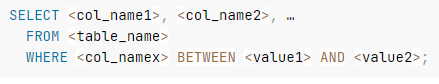 SELECT <col_name1>, <col_name2>, …
FROM <table_name>
WHERE <col_namex> BETWEEN <value1> AND <value2>;